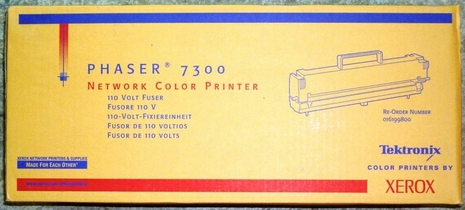 PHASER® 7300
NETWORK COLOR PRINTER
110 VOLT FUSER
FUSORE 110 V
110-VOLT-FIXIEREINHEIT
FUSOR DE 110 VOLTIOS
FUSOR DE 110 VOLTS
RE-ORDER NUMBER
016199800
XEROX NETWORK PRINTERS & SUPPLIES
MADE FOR EACH OTHER
Tektronix
COLOR PRINTERS BY
XEROX